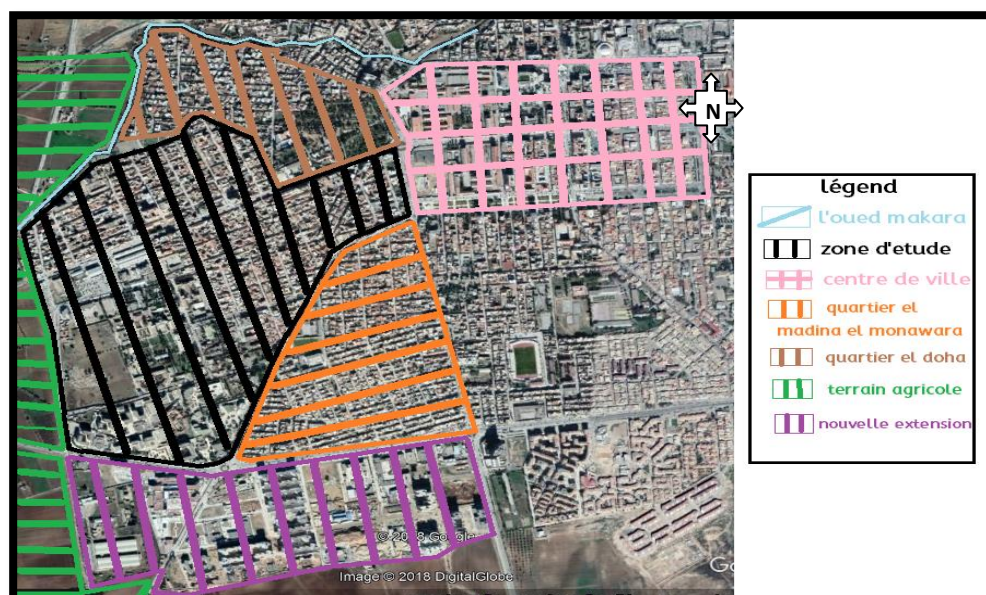 N
légend
l'oued makara
zone d'etude
centre de ville
quartier el
madina el monawara
quartier el doha
terrain agricole
nouvelle extension
© 2018 Google
Image © 2018 DigitalGlobe
Go